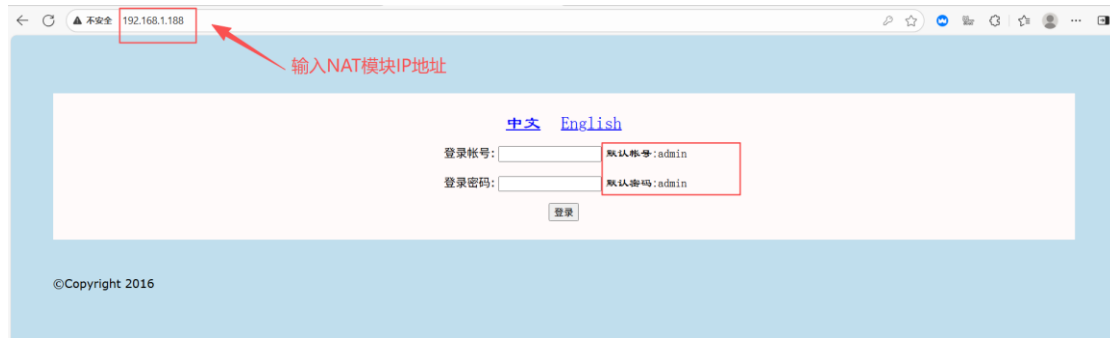 不安全 192.168.1.188
输入NAT模块IP地址
中文 English
登录帐号: 默认帐号:admin
登录密码: 默认密码:admin
登录
©Copyright 2016